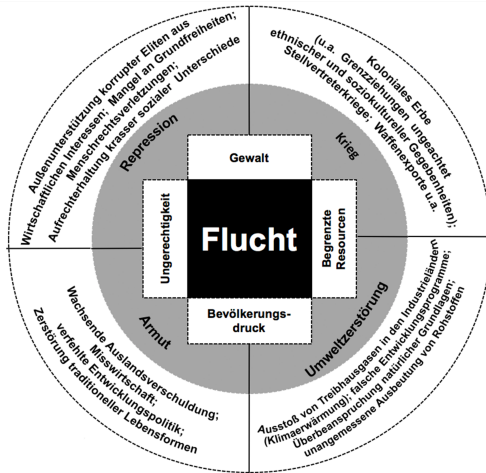 Außenunterstützung korrupter Eliten aus
Wirtschaftlichen Interessen; Mangel an Grundfreiheiten;
Menschrechtsverletzungen;
Aufrechterhaltung krasser sozialer Unterschiede
Koloniales Erbe
(u.a. Grenzziehungen ungeachtet
ethnischer und soziokultureller Gegebenheiten);
Stellvertreterkriege; Waffenexporte u.a.
Repression
Krieg
Gewalt
Ungerechtigkeit
Flucht
Begrenzte
Resourcen
Bevölkerungs-
druck
Armut
Umweltzerstörung
Wachsende Auslandsverschuldung;
Misswirtschaft;
verfehlte Entwicklungspolitik;
Zerstörung traditioneller Lebensformen
Ausstoß von Treibhausgasen in den Industrieländern
(Klimaerwärmung); falsche Entwicklungsprogramme;
Überbeanspruchung natürlicher Grundlagen;
unangemessene Ausbeutung von Rohstoffen